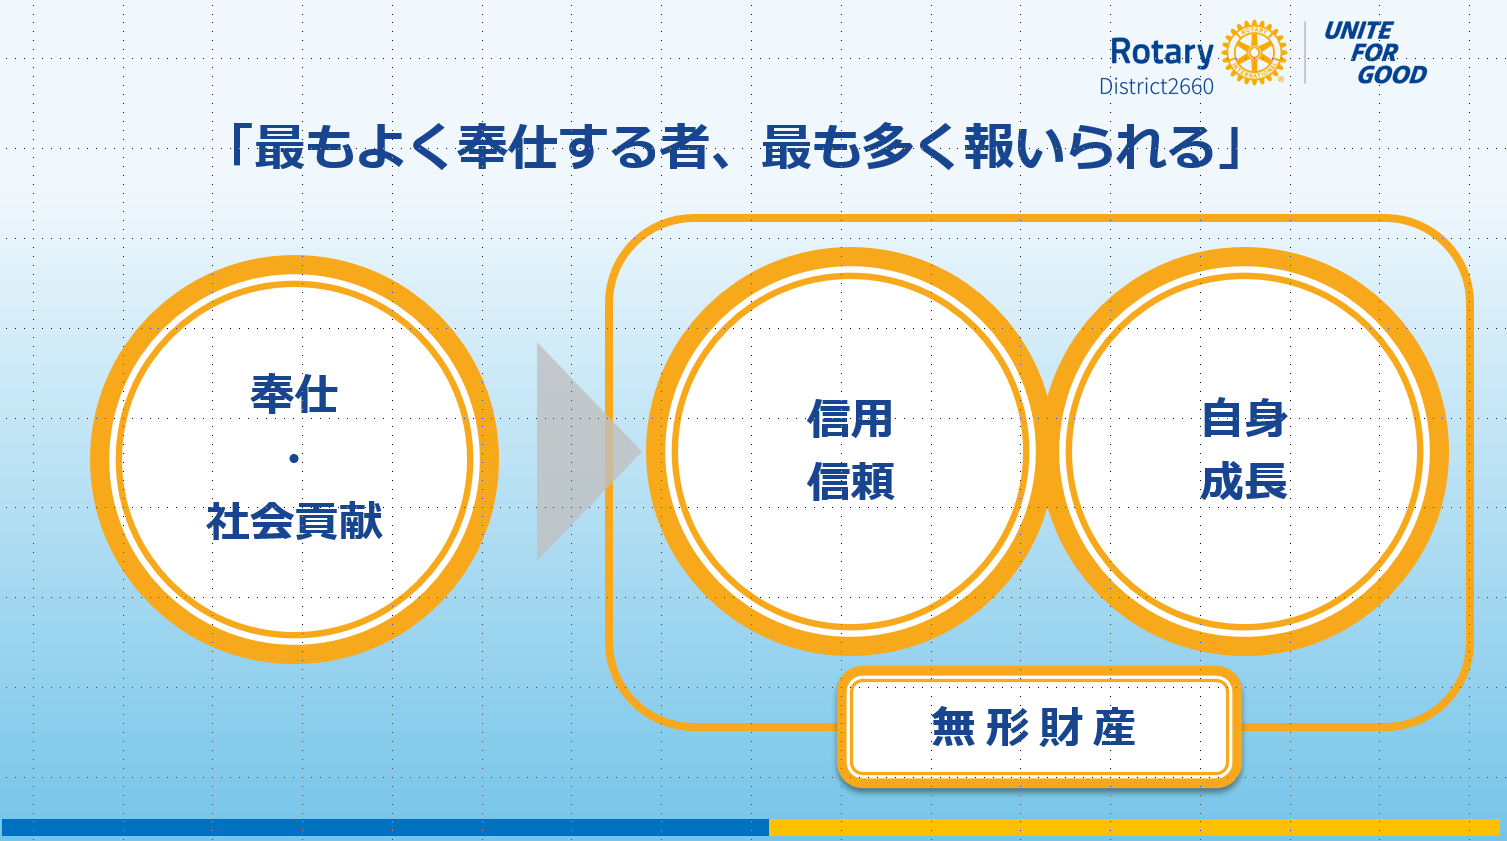 Rotary
District2660
UNITE
FOR
GOOD
「最もよく奉仕する者、最も多く報いられる」
奉仕
・
社会貢献
信用
信頼
自身
成長
無形財産